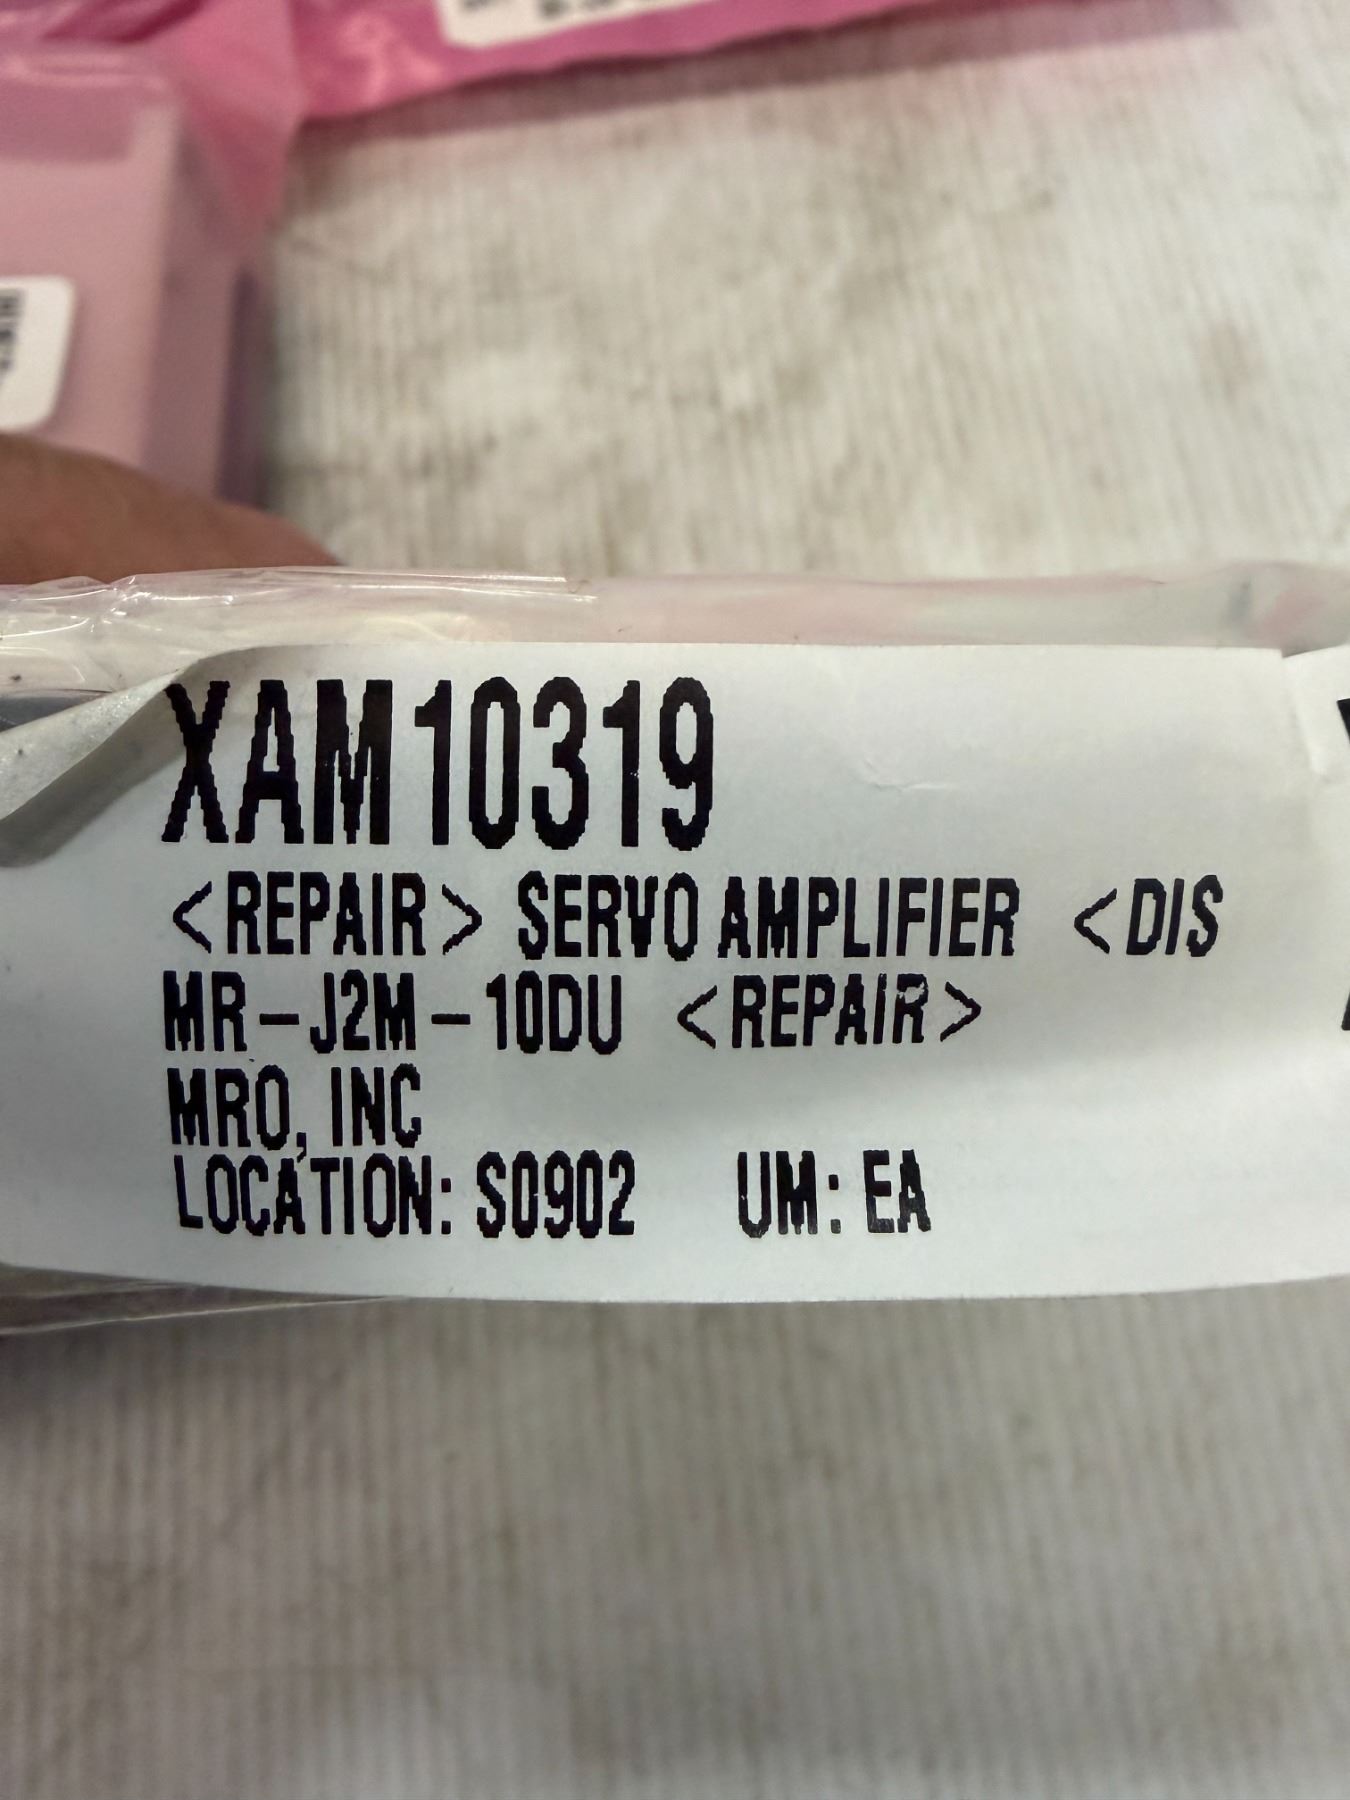 XAM10319
<REPAIR> SERVO AMPLIFIER <DIS
MR-J2M-10DU <REPAIR>
MRO, INC
LOCATION: S0902 UM: EA